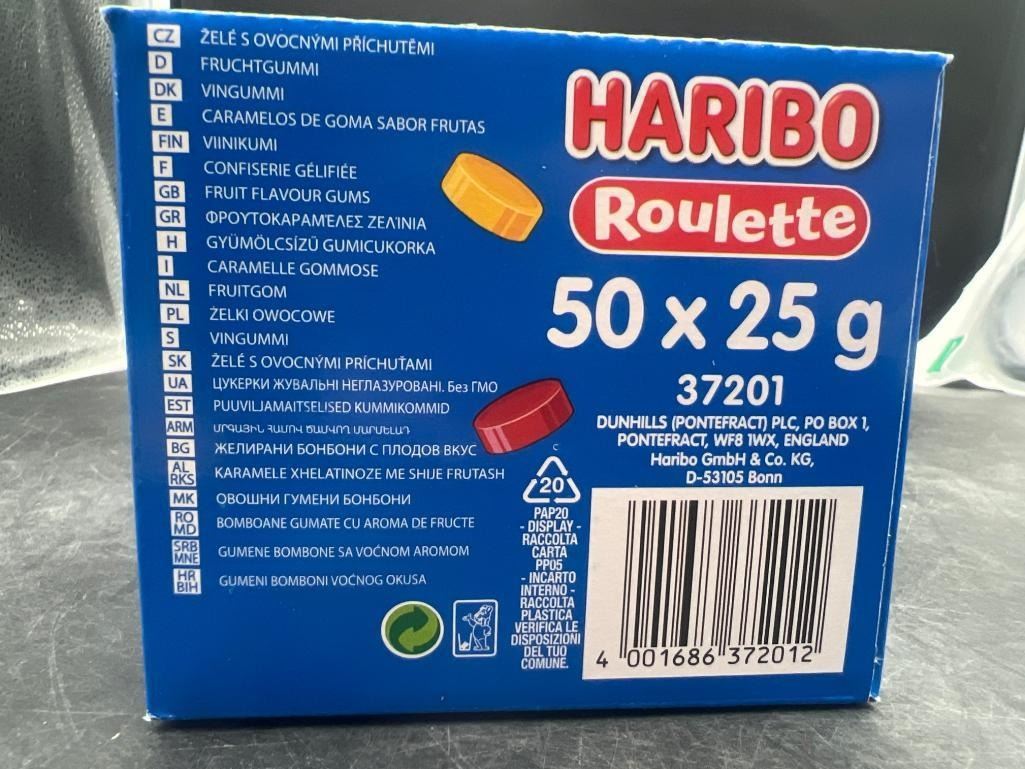 CZ ŽELÉ S OVOCNÝMI PŘÍCHUTĚMI
D FRUCHTGUMMI
DK VINGUMMI
E CARAMELOS DE GOMA SABOR FRUTAS
FIN VIINIKUMI
F CONFISERIE GÉLIFIÉE
GB FRUIT FLAVOUR GUMS
GR ΦΡΟΥΤΟΚΑΡΑΜΕΛΕΣ ΖΕΛΊΝΙΑ
H GYÜMÖLCSÍZŰ GUMICUKORKA
I CARAMELLE GOMMOSE
NL FRUITGOM
PL ŻELKI OWOCOWE
S VINGUMMI
SK ŽELÉ S OVOCNÝMI PRÍCHUŤAMI
UA ЦУКЕРКИ ЖУВАЛЬНІ НЕГЛАЗУРОВАНІ. Без ГМО
EST PUUVILJAMAITSELISED KUMMIKOMMID
ARM ՄՐԳԱՅԻՆ ՀԱՄՈՎ ԾԱՄՎՈՂ ՄԱՐՄԵԼԱԴ
BG ЖЕЛИРАНИ БОНБОНИ С ПЛОДОВ ВКУС
AL RKS KARAMELE XHELATINOZE ME SHIJE FRUTASH
MK ОВОШНИ ГУМЕНИ БОНБОНИ
RO MD BOMBOANE GUMATE CU AROMA DE FRUCTE
SRB MNE GUMENE BOMBONE SA VOĆNOM AROMOM
HR BIH GUMENI BOMBONI VOĆNOG OKUSA
HARIBO
Roulette
50 x 25 g
37201
DUNHILLS (PONTEFRACT) PLC, PO BOX 1,
PONTEFRACT, WF8 1WX, ENGLAND
Haribo GmbH & Co. KG,
D-53105 Bonn
C
20
PAP20
- DISPLAY -
RACCOLTA
CARTA
PP05
- INCARTO
INTERNO -
RACCOLTA
PLASTICA
VERIFICA LE
DISPOSIZIONI
DEL TUO
COMUNE.
4 001686 372012